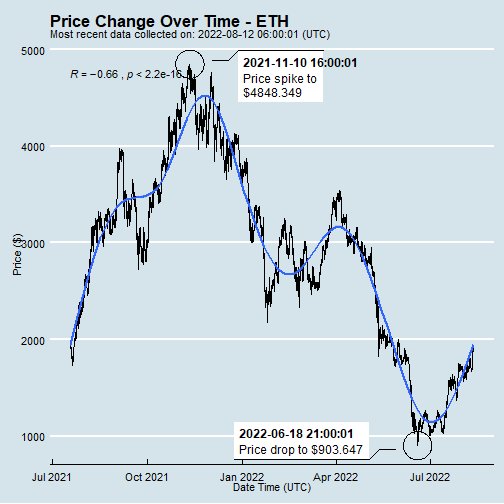 Price Change Over Time - ETH
Most recent data collected on: 2022-08-12 06:00:01 (UTC)
5000
R = −0.66 , p < 2.2e-16
2021-11-10 16:00:01
Price spike to
$4848.349
4000
3000
Price ($)
2000
2022-06-18 21:00:01
Price drop to $903.647
1000
Jul 2021
Oct 2021
Jan 2022
Apr 2022
Jul 2022
Date Time (UTC)